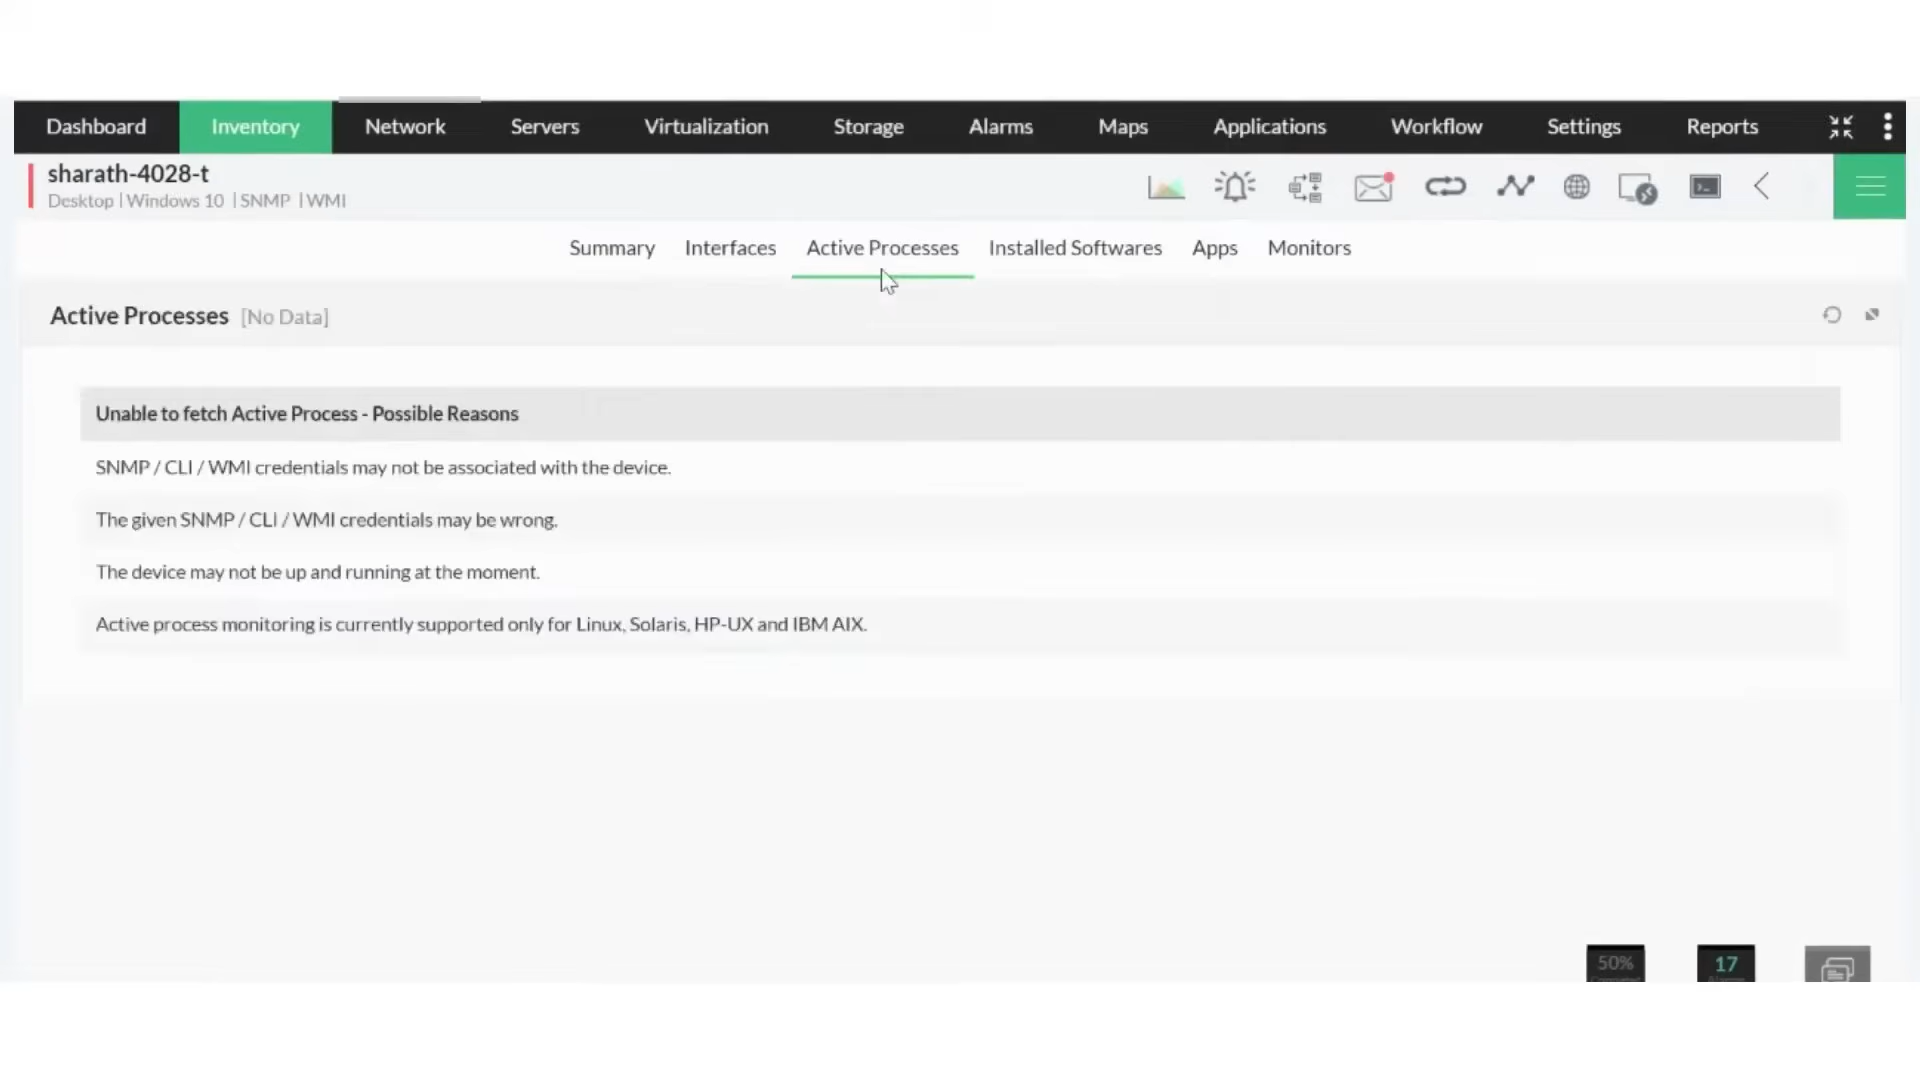 Dashboard Inventory Network Servers Virtualization Storage Alarms Maps Applications Workflow Settings Reports
sharath-4028-t
Desktop | Windows 10 | SNMP | WMI
Summary Interfaces Active Processes Installed Softwares Apps Monitors
Active Processes [No Data]
Unable to fetch Active Process - Possible Reasons
SNMP / CLI / WMI credentials may not be associated with the device.
The given SNMP / CLI / WMI credentials may be wrong.
The device may not be up and running at the moment.
Active process monitoring is currently supported only for Linux, Solaris, HP-UX and IBM AIX.
50% 17